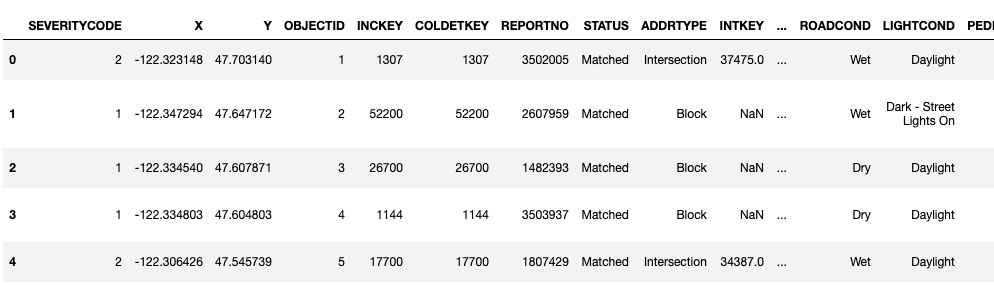 SEVERITYCODE X Y OBJECTID INCKEY COLDETKEY REPORTNO STATUS ADDRTYPE INTKEY ... ROADCOND LIGHTCOND
0 2 -122.323148 47.703140 1 1307 1307 3502005 Matched Intersection 37475.0 ... Wet Daylight
1 1 -122.347294 47.647172 2 52200 52200 2607959 Matched Block NaN ... Wet Dark - Street
Lights On
2 1 -122.334540 47.607871 3 26700 26700 1482393 Matched Block NaN ... Dry Daylight
3 1 -122.334803 47.604803 4 1144 1144 3503937 Matched Block NaN ... Dry Daylight
4 2 -122.306426 47.545739 5 17700 17700 1807429 Matched Intersection 34387.0 ... Wet Daylight